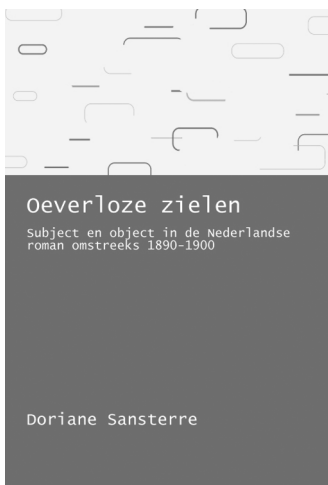 Oeverloze zielen
Subject en object in de Nederlandse
roman omstreeks 1890-1900
Doriane Sansterre